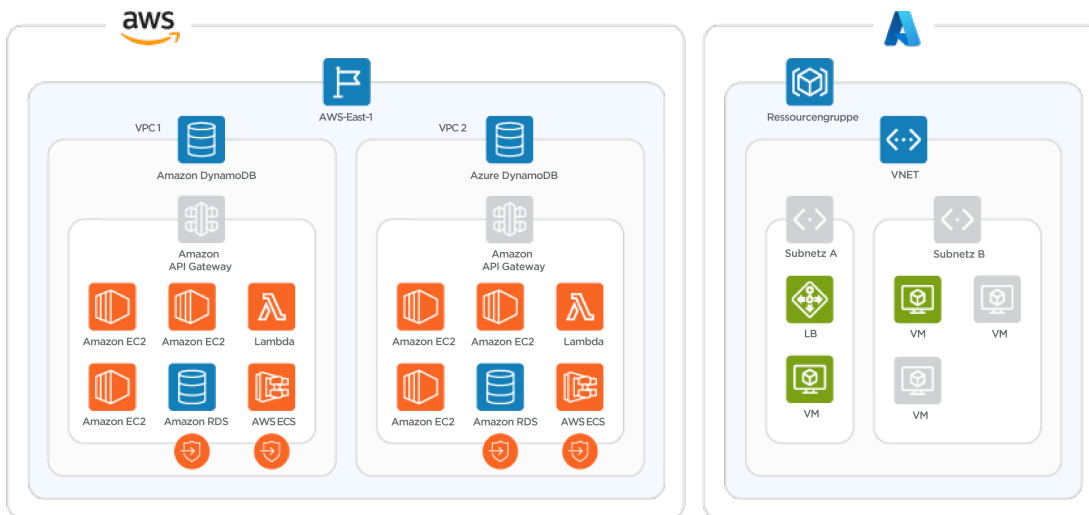 aws
AWS-East-1
VPC 1
Amazon DynamoDB
Amazon
API Gateway
Amazon EC2
Amazon EC2
Lambda
Amazon EC2
Amazon RDS
AWS ECS
VPC 2
Azure DynamoDB
Amazon
API Gateway
Amazon EC2
Amazon EC2
Lambda
Amazon EC2
Amazon RDS
AWS ECS
Ressourcengruppe
VNET
Subnetz A
LB
VM
Subnetz B
VM
VM
VM